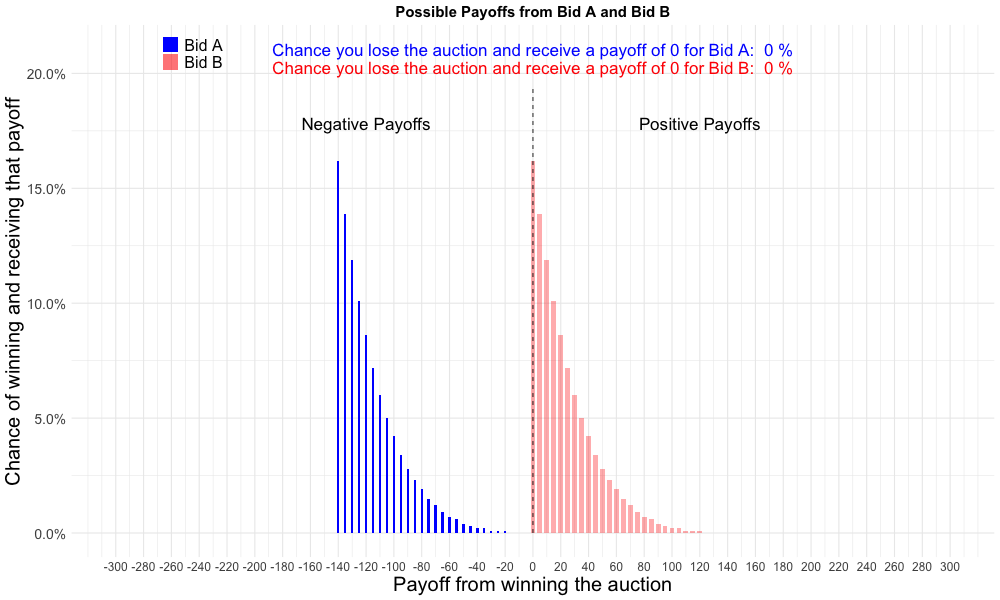 Possible Payoffs from Bid A and Bid B
Bid A
Bid B
Chance you lose the auction and receive a payoff of 0 for Bid A:  0 %
Chance you lose the auction and receive a payoff of 0 for Bid B:  0 %
Negative Payoffs
Positive Payoffs
Chance of winning and receiving that payoff
20.0%
15.0%
10.0%
5.0%
0.0%
-300 -280 -260 -240 -220 -200 -180 -160 -140 -120 -100 -80 -60 -40 -20 0 20 40 60 80 100 120 140 160 180 200 220 240 260 280 300
Payoff from winning the auction